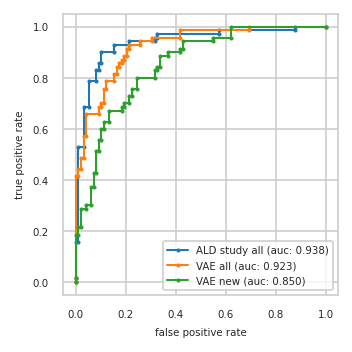 1.0
0.8
0.6
0.4
0.2
0.0
true positive rate
ALD study all (auc: 0.938)
VAE all (auc: 0.923)
VAE new (auc: 0.850)
0.0 0.2 0.4 0.6 0.8 1.0
false positive rate